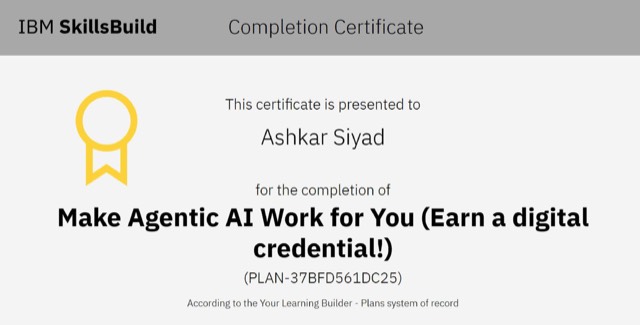 IBM SkillsBuild
Completion Certificate
This certificate is presented to
Ashkar Siyad
for the completion of
Make Agentic AI Work for You (Earn a digital
credential!)
(PLAN-37BFD561DC25)
According to the Your Learning Builder - Plans system of record